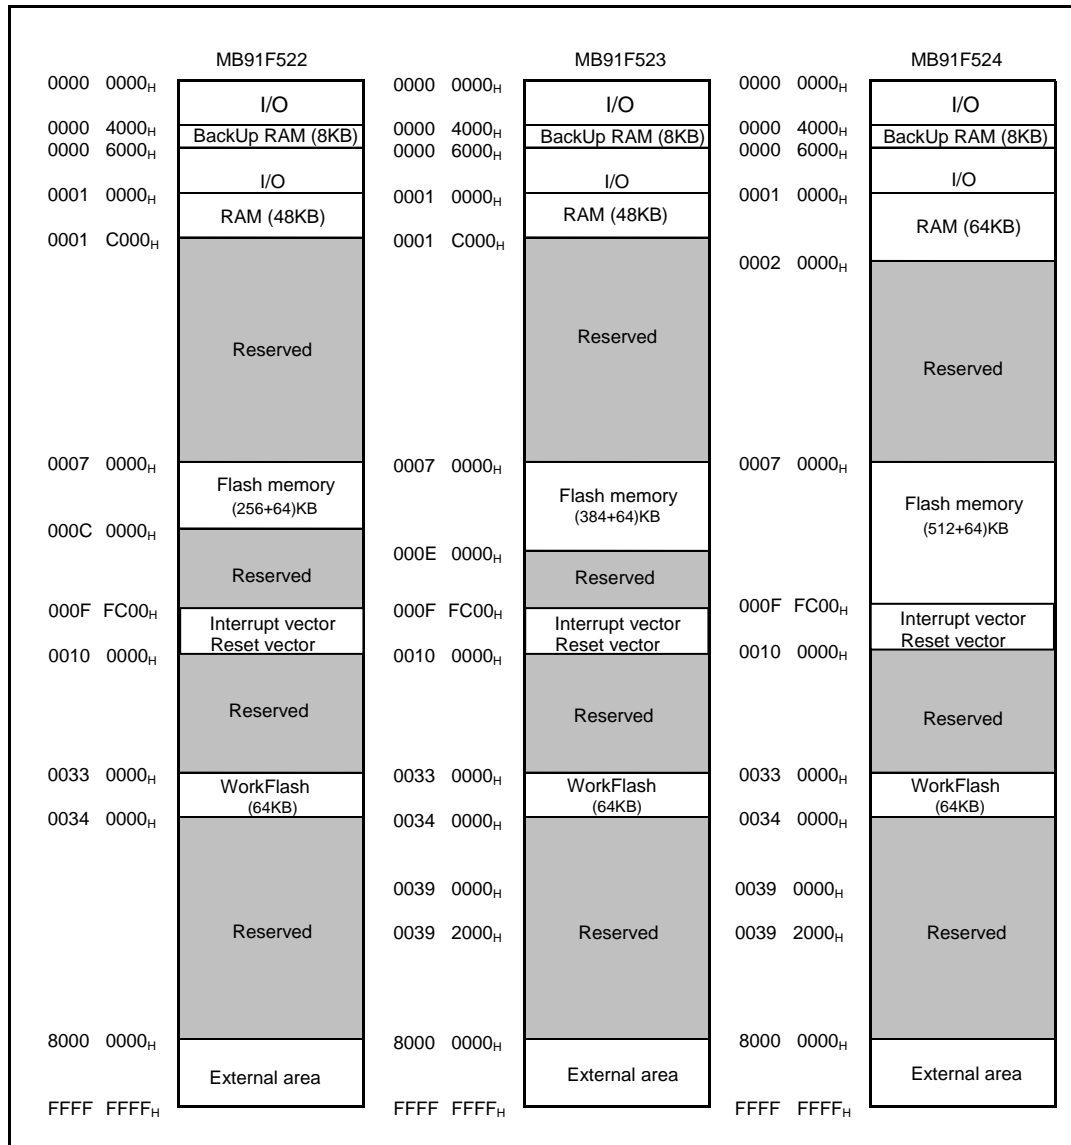 MB91F522
0000 0000H
I/O
0000 4000H
BackUp RAM (8KB)
0000 6000H
I/O
0001 0000H
RAM (48KB)
0001 C000H
Reserved
0007 0000H
Flash memory
(256+64)KB
000C 0000H
Reserved
000F FC00H
Interrupt vector
Reset vector
0010 0000H
Reserved
0033 0000H
WorkFlash
(64KB)
0034 0000H
Reserved
8000 0000H
External area
FFFF FFFFH
MB91F523
0000 0000H
I/O
0000 4000H
BackUp RAM (8KB)
0000 6000H
I/O
0001 0000H
RAM (48KB)
0001 C000H
Reserved
0007 0000H
Flash memory
(384+64)KB
000E 0000H
Reserved
000F FC00H
Interrupt vector
Reset vector
0010 0000H
Reserved
0033 0000H
WorkFlash
(64KB)
0034 0000H
0039 0000H
0039 2000H
Reserved
8000 0000H
External area
FFFF FFFFH
MB91F524
0000 0000H
I/O
0000 4000H
BackUp RAM (8KB)
0000 6000H
I/O
0001 0000H
RAM (64KB)
0002 0000H
Reserved
0007 0000H
Flash memory
(512+64)KB
000F FC00H
Interrupt vector
Reset vector
0010 0000H
Reserved
0033 0000H
WorkFlash
(64KB)
0034 0000H
0039 0000H
0039 2000H
Reserved
8000 0000H
External area
FFFF FFFFH